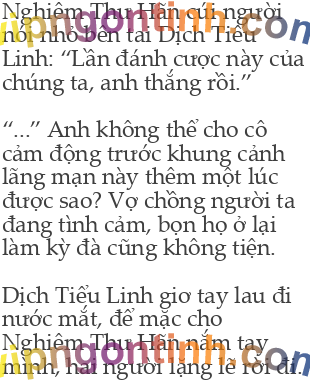 Nghiêm Thu Hàn cúi người
nói nhỏ bên tai Dịch Tiểu
Linh: “Lần đánh cược này của
chúng ta, anh thắng rồi.”
“...” Anh không thể cho cô
cảm động trước khung cảnh
lãng mạn này thêm một lúc
được sao? Vợ chồng người ta
đang tình cảm, bọn họ ở lại
làm kỳ đà cũng không tiện.
Dịch Tiểu Linh giơ tay lau đi
nước mắt, để mặc cho
Nghiêm Thu Hàn nắm tay
mình, hai người lặng lẽ rời đi.
vipngontinh.com
vipngontinh.com